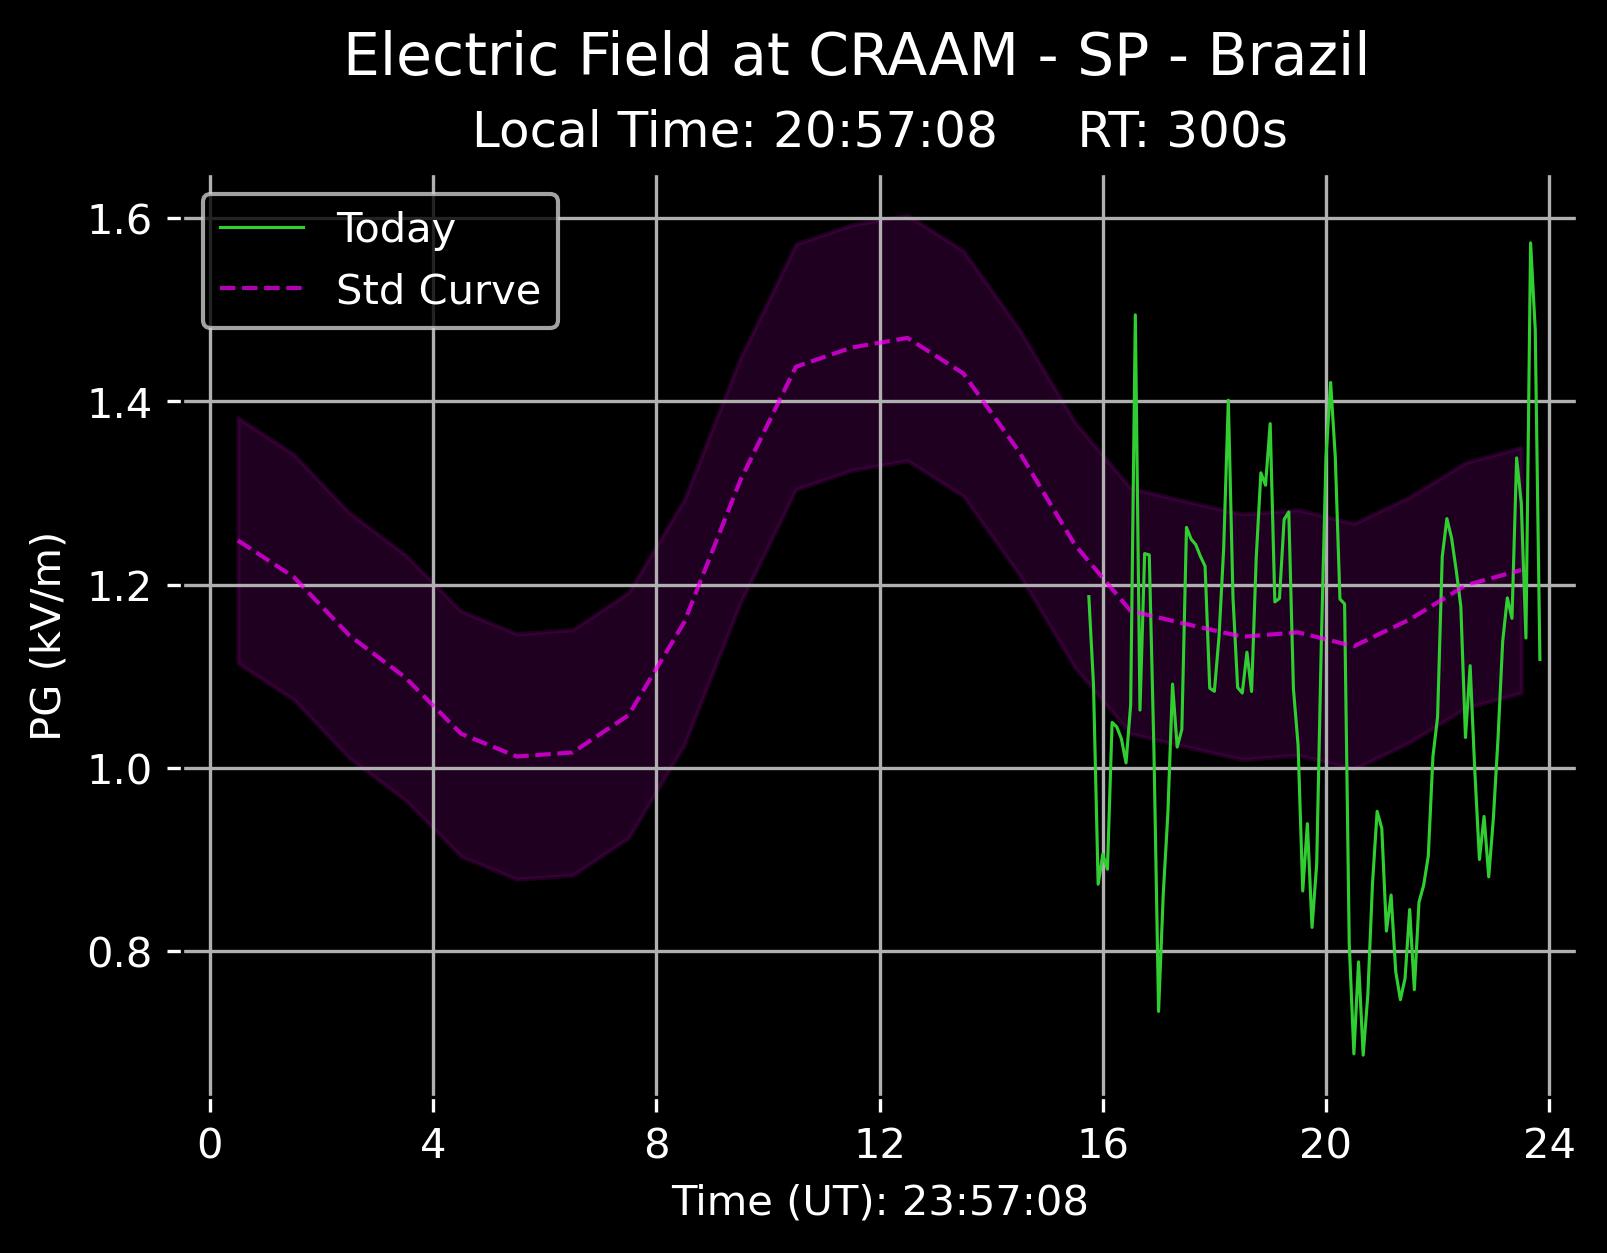 Electric Field at CRAAM - SP - Brazil
Local Time: 20:57:08 RT: 300s
Today
Std Curve
1.6
1.4
1.2
1.0
0.8
PG (kV/m)
0 4 8 12 16 20 24
Time (UT): 23:57:08